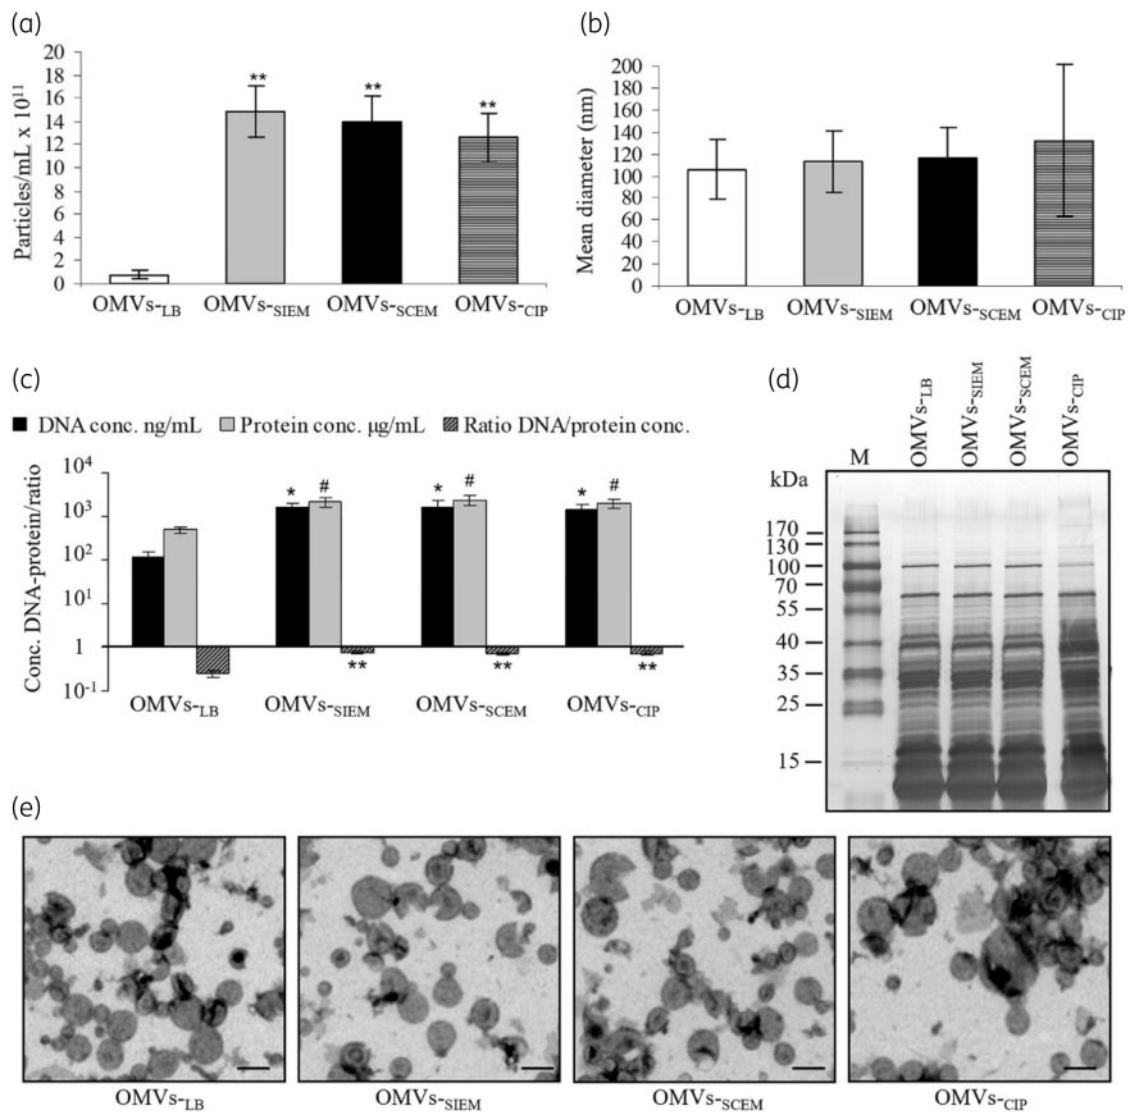 (a)
20
18
16
14
12
10
8
6
4
2
0
Particles/mL x 10¹¹
**
**
**
OMVs-LB
OMVs-SIEM
OMVs-SCEM
OMVs-CIP
(b)
200
180
160
140
120
100
80
60
40
20
0
Mean diameter (nm)
OMVs-LB
OMVs-SIEM
OMVs-SCEM
OMVs-CIP
(c)
DNA conc. ng/mL
Protein conc. µg/mL
Ratio DNA/protein conc.
Conc. DNA-protein/ratio
10⁴
10³
10²
10¹
1
10⁻¹
* #
* #
* #
**
**
**
OMVs-LB
OMVs-SIEM
OMVs-SCEM
OMVs-CIP
(d)
M
OMVs-LB
OMVs-SIEM
OMVs-SCEM
OMVs-CIP
kDa
170
130
100
70
55
40
35
25
15
(e)
OMVs-LB
OMVs-SIEM
OMVs-SCEM
OMVs-CIP